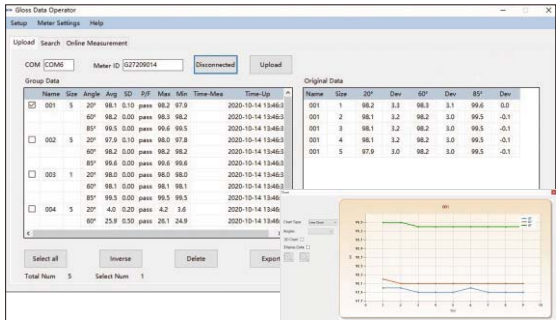 Gloss Data Operator
Setup Meter Settings Help
Upload Search Online Measurement
COM COM6 Meter ID G27209014 Disconnected Upload
Group Data
Name Size Angle Avg SD P/F Max Min Time-Mea Time-Up
001 5 20° 98.1 0.10 pass 98.2 97.9 2020-10-14 13:46:3
60° 98.2 0.00 pass 98.3 98.2 2020-10-14 13:46:3
85° 99.5 0.00 pass 99.6 99.5 2020-10-14 13:46:3
002 5 20° 97.9 0.10 pass 98.0 97.8 2020-10-14 13:46:3
60° 98.2 0.00 pass 98.2 98.2 2020-10-14 13:46:3
85° 99.6 0.00 pass 99.6 99.6 2020-10-14 13:46:3
003 1 20° 98.0 0.00 pass 98.0 98.0 2020-10-14 13:46:3
60° 98.1 0.00 pass 98.1 98.1 2020-10-14 13:46:3
85° 99.5 0.00 pass 99.5 99.5 2020-10-14 13:46:3
004 5 20° 4.0 0.20 pass 4.2 3.6 2020-10-14 13:46:
60° 25.9 0.50 pass 26.1 24.9 2020-10-14 13:46:
Select all Inverse Delete Export
Total Num 5 Select Num 1
Original Data
Name Size 20° Dev 60° Dev 85° Dev
001 1 98.2 3.3 98.3 3.1 99.6 0.0
001 2 98.1 3.2 98.2 3.0 99.5 -0.1
001 3 98.1 3.2 98.2 3.0 99.5 -0.1
001 4 98.1 3.2 98.2 3.0 99.5 -0.1
001 5 97.9 3.0 98.2 3.0 99.5 -0.1
Chart Type
Angles
3D Chart
Display Data
001
0 1 2 3 4 5 6 7 8 9 10